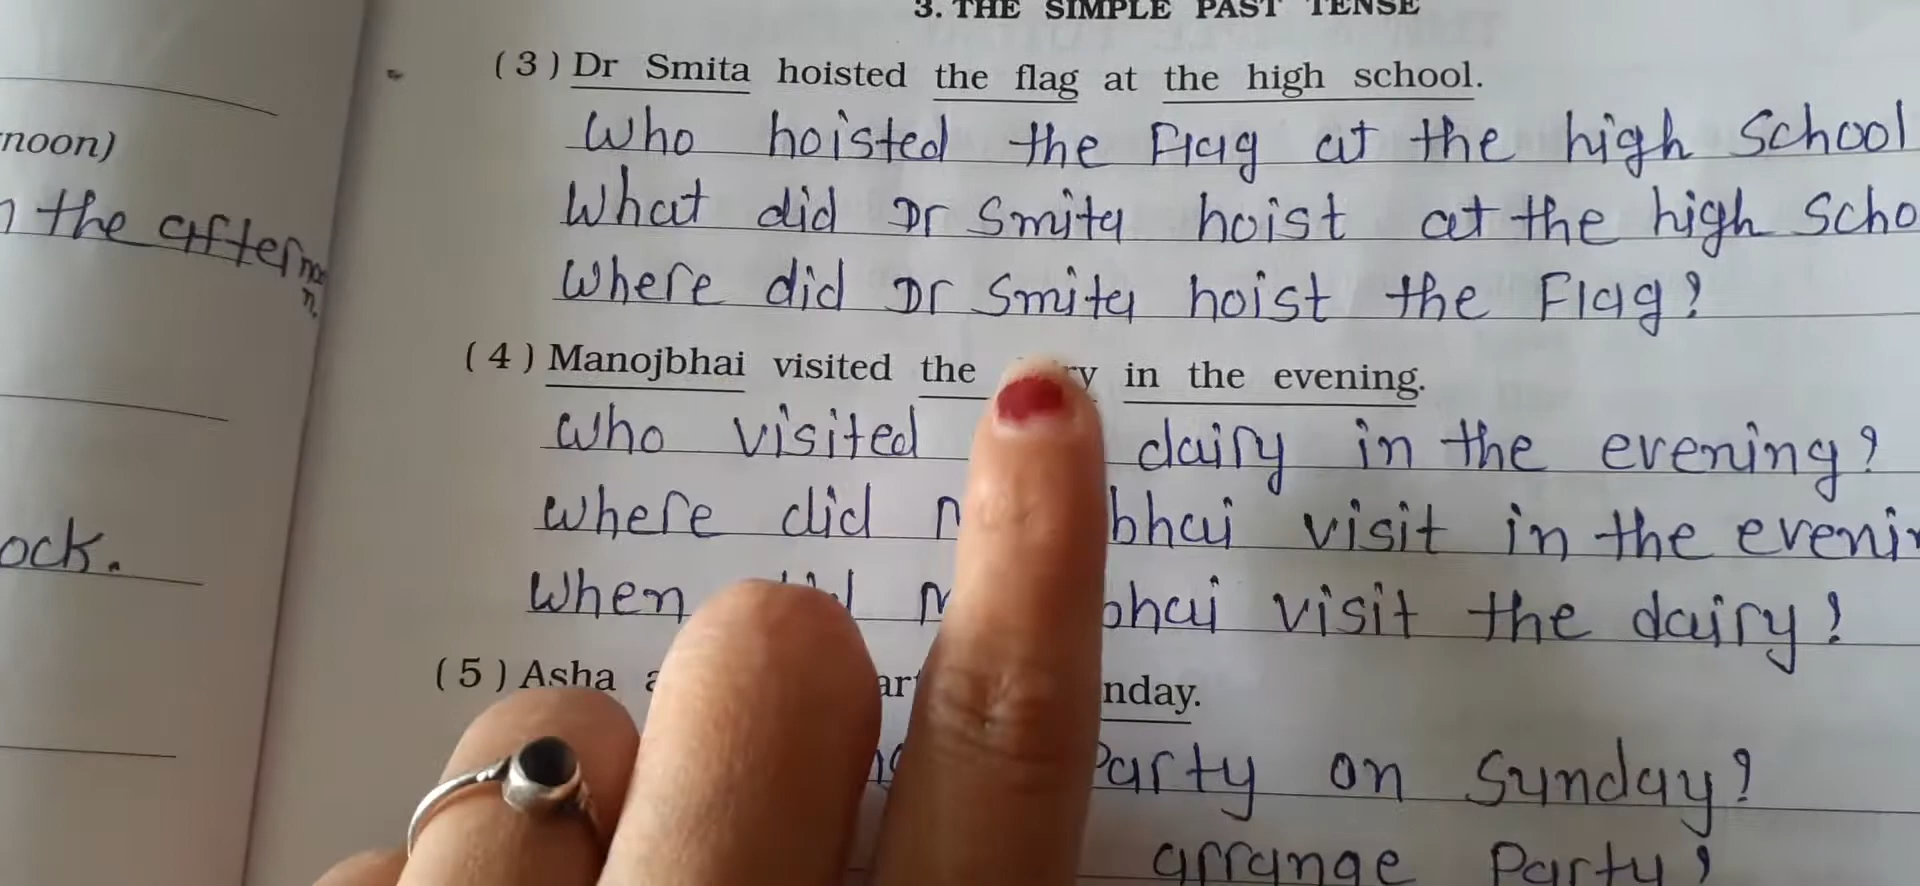 3. THE SIMPLE PAST TENSE
(3) Dr Smita hoisted the flag at the high school.
noon)
Who hoisted the Flag at the high School
the afternoon.
What did Dr Smita hoist at the high Scho
Where did Dr Smita hoist the Flag?
(4) Manojbhai visited the in the evening.
Who visited dairy in the evening?
ock.
where did bhai visit in the eveni
When did bhai visit the dairy?
(5) Asha nday.
Party on Sunday?
arrange Party?